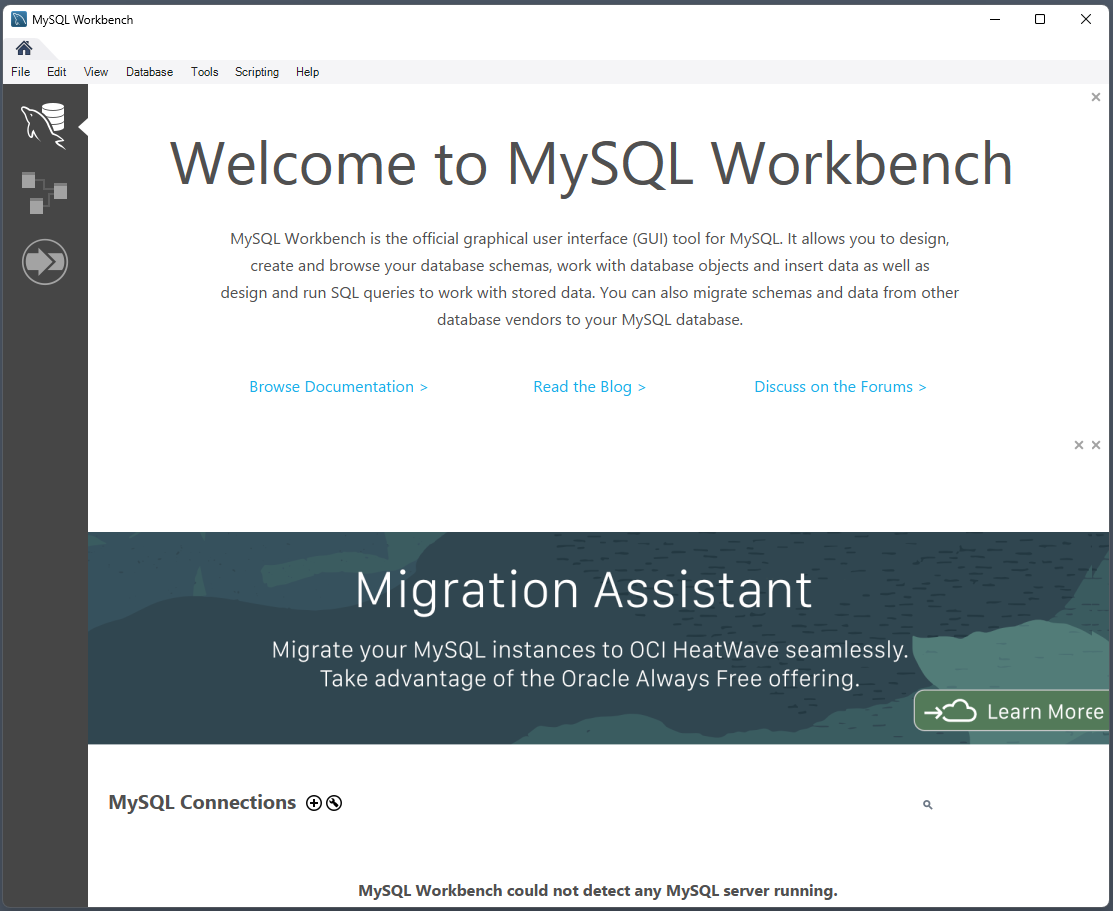 MySQL Workbench
File Edit View Database Tools Scripting Help
Welcome to MySQL Workbench
MySQL Workbench is the official graphical user interface (GUI) tool for MySQL. It allows you to design,
create and browse your database schemas, work with database objects and insert data as well as
design and run SQL queries to work with stored data. You can also migrate schemas and data from other
database vendors to your MySQL database.
Browse Documentation > Read the Blog > Discuss on the Forums >
Migration Assistant
Migrate your MySQL instances to OCI HeatWave seamlessly.
Take advantage of the Oracle Always Free offering.
Learn More
MySQL Connections
MySQL Workbench could not detect any MySQL server running.